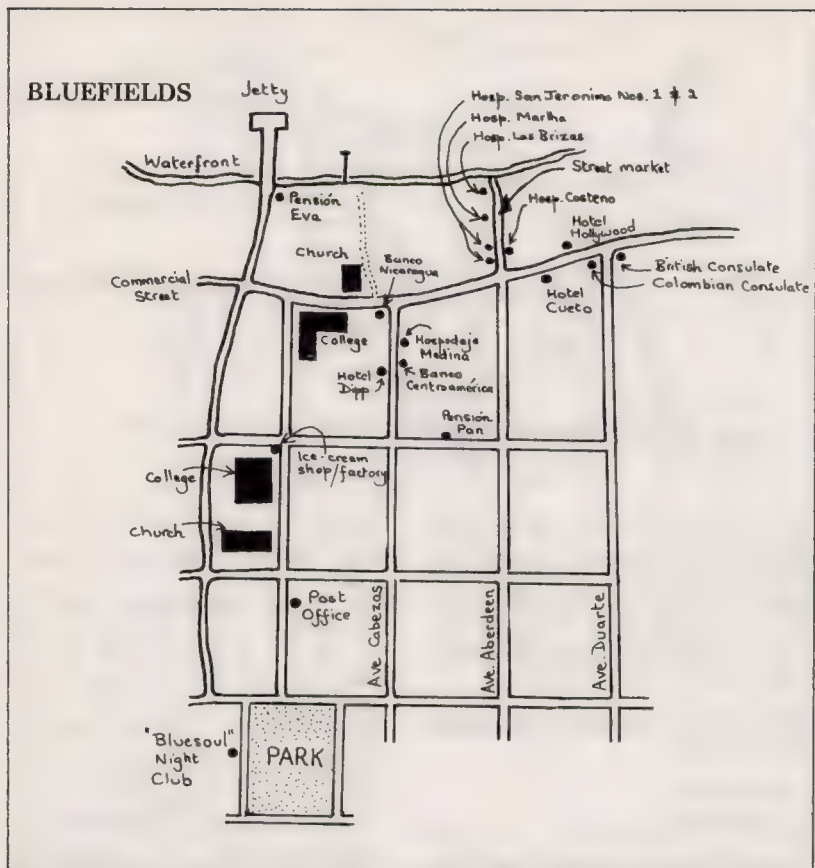 BLUEFIELDS
Jetty
Hosp. San Jeronimo Nos. 1 & 2
Hosp. Martha
Hosp. Las Brizas
Waterfront
Street market
Hosp. Costeno
Pensión
Eva
Hotel
Hollywood
Church
Banco
Nicaragua
British Consulate
Colombian Consulate
Commercial
Street
Hotel
Cueto
College
Hospedaje
Medina
Hotel
Dipp
Banco
Centroamérica
Pensión
Pan
Ice-cream
shop/factory
College
Church
Post
Office
Ave Cabezas
Ave. Aberdeen
Ave. Duarte
"Bluesoul"
Night
Club
PARK